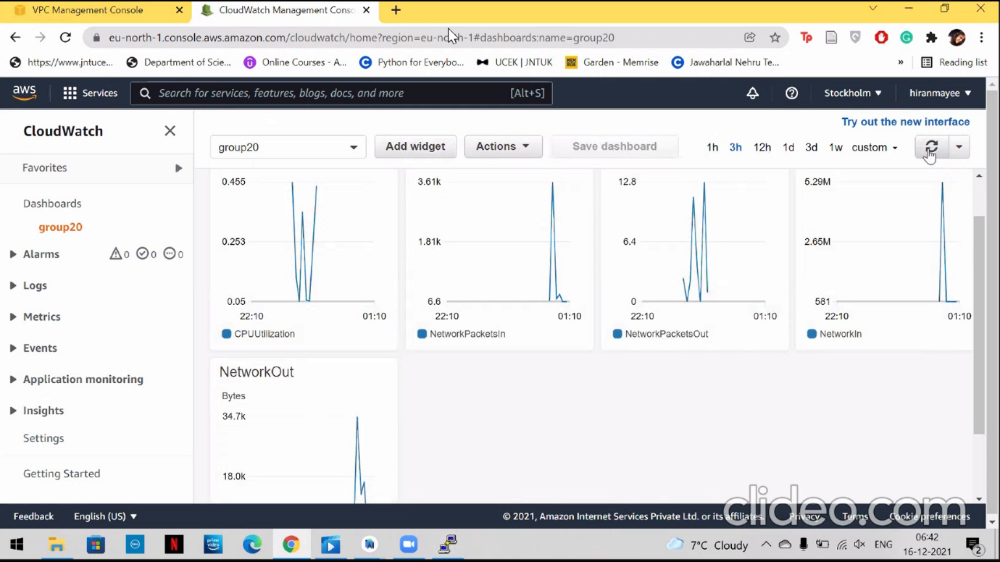 VPC Management Console
CloudWatch Management Conso
eu-north-1.console.aws.amazon.com/cloudwatch/home?region=eu-north-1#dashboards:name=group20
https://www.jntuce...
Department of Scie...
Online Courses - A...
Python for Everybo...
UCEK | JNTUK
Garden - Memrise
Jawaharlal Nehru Te...
»
Reading list
aws
Services
Search for services, features, blogs, docs, and more
[Alt+S]
Stockholm
hiranmayee
CloudWatch
Try out the new interface
group20
Add widget
Actions
Save dashboard
1h
3h
12h
1d
3d
1w
custom
Favorites
Dashboards
group20
Alarms
0
0
0
Logs
Metrics
Events
Application monitoring
Insights
Settings
Getting Started
0.455
0.253
0.05
22:10
01:10
CPUUtilization
3.61k
1.81k
6.6
22:10
01:10
NetworkPacketsIn
12.8
6.4
0
22:10
01:10
NetworkPacketsOut
5.29M
2.65M
581
22:10
01:10
NetworkIn
NetworkOut
Bytes
34.7k
18.0k
clideo.com
Feedback
English (US)
© 2021, Amazon Internet Services Private Ltd. or its affiliates.
Privacy
Terms
Cookie preferences
7°C Cloudy
ENG
06:42
16-12-2021
2